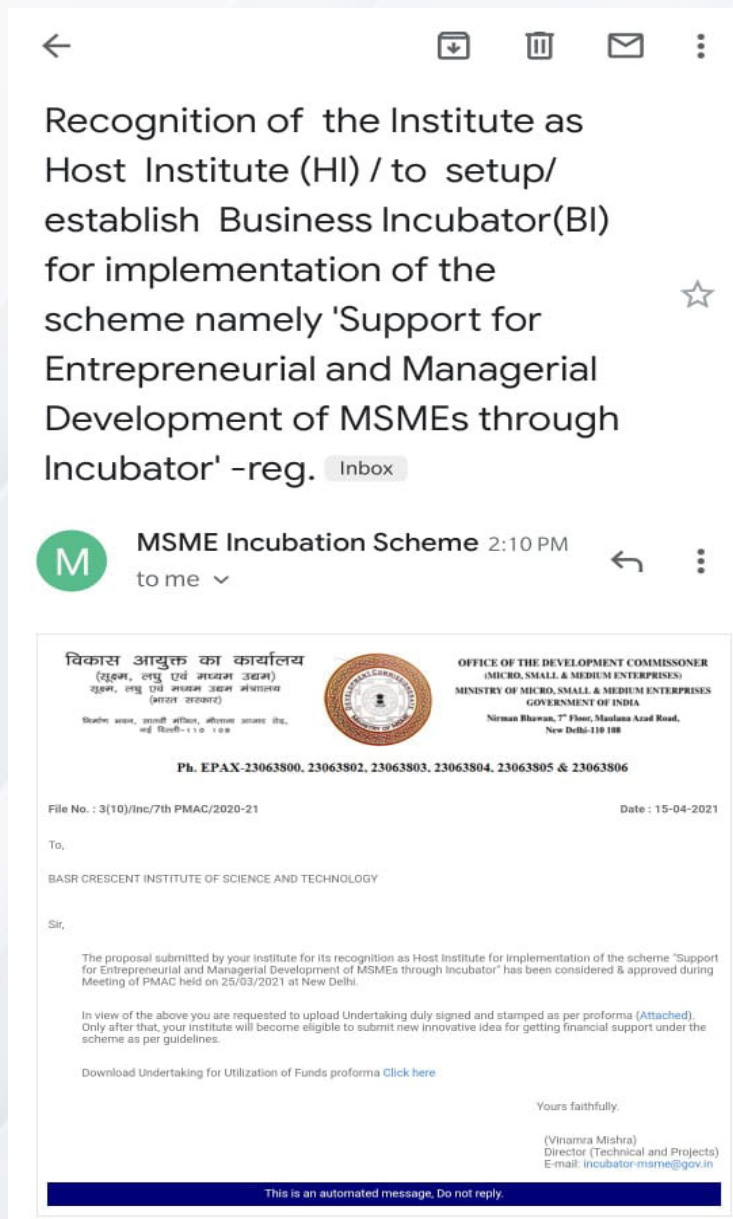 Recognition of the Institute as
Host Institute (HI) / to setup/
establish Business Incubator(BI)
for implementation of the
scheme namely 'Support for
Entrepreneurial and Managerial
Development of MSMEs through
Incubator' -reg. Inbox
M
MSME Incubation Scheme 2:10 PM
to me
विकास आयुक्त का कार्यालय
(सूक्ष्म, लघु एवं मध्यम उद्यम)
सूक्ष्म, लघु एवं मध्यम उद्यम मंत्रालय
(भारत सरकार)
निर्माण भवन, सातवीं मंजिल, मौलाना आजाद रोड,
नई दिल्ली-110 108
OFFICE OF THE DEVELOPMENT COMMISSONER
(MICRO, SMALL & MEDIUM ENTERPRISES)
MINISTRY OF MICRO, SMALL & MEDIUM ENTERPRISES
GOVERNMENT OF INDIA
Nirman Bhawan, 7" Floor, Maulana Azad Road,
New Delhi-110 108
Ph. EPAX-23063800, 23063802, 23063803, 23063804, 23063805 & 23063806
File No. : 3(10)/Inc/7th PMAC/2020-21 Date : 15-04-2021
To,
BASR CRESCENT INSTITUTE OF SCIENCE AND TECHNOLOGY
Sir,
The proposal submitted by your institute for its recognition as Host Institute for implementation of the scheme "Support
for Entrepreneurial and Managerial Development of MSMEs through Incubator" has been considered & approved during
Meeting of PMAC held on 25/03/2021 at New Delhi.
In view of the above you are requested to upload Undertaking duly signed and stamped as per proforma (Attached).
Only after that, your institute will become eligible to submit new innovative idea for getting financial support under the
scheme as per guidelines.
Download Undertaking for Utilization of Funds proforma Click here
Yours faithfully.
(Vinamra Mishra)
Director (Technical and Projects)
E-mail: incubator-msme@gov.in
This is an automated message, Do not reply.